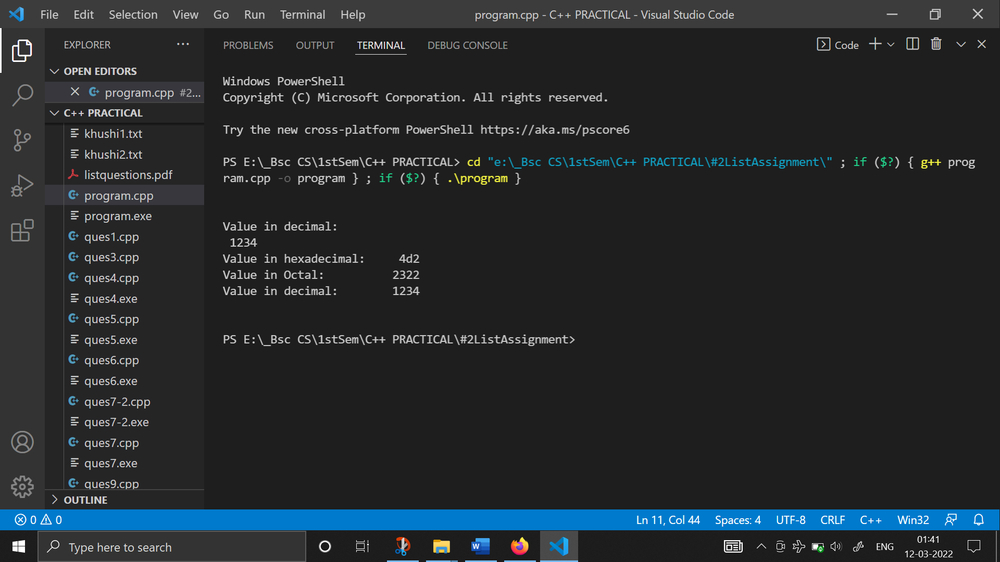 File Edit Selection View Go Run Terminal Help program.cpp - C++ PRACTICAL - Visual Studio Code
EXPLORER ...
OPEN EDITORS
program.cpp #2...
C++ PRACTICAL
khushi1.txt
khushi2.txt
listquestions.pdf
program.cpp
program.exe
ques1.cpp
ques3.cpp
ques4.cpp
ques4.exe
ques5.cpp
ques5.exe
ques6.cpp
ques6.exe
ques7-2.cpp
ques7-2.exe
ques7.cpp
ques7.exe
ques9.cpp
OUTLINE
PROBLEMS OUTPUT TERMINAL DEBUG CONSOLE Code
Windows PowerShell
Copyright (C) Microsoft Corporation. All rights reserved.
Try the new cross-platform PowerShell https://aka.ms/pscore6
PS E:\_Bsc CS\1stSem\C++ PRACTICAL> cd "e:\_Bsc CS\1stSem\C++ PRACTICAL\#2ListAssignment\" ; if ($?) { g++ prog
ram.cpp -o program } ; if ($?) { .\program }
Value in decimal:
1234
Value in hexadecimal: 4d2
Value in Octal: 2322
Value in decimal: 1234
PS E:\_Bsc CS\1stSem\C++ PRACTICAL\#2ListAssignment>
0 0 Ln 11, Col 44 Spaces: 4 UTF-8 CRLF C++ Win32
Type here to search
ENG
01:41
12-03-2022